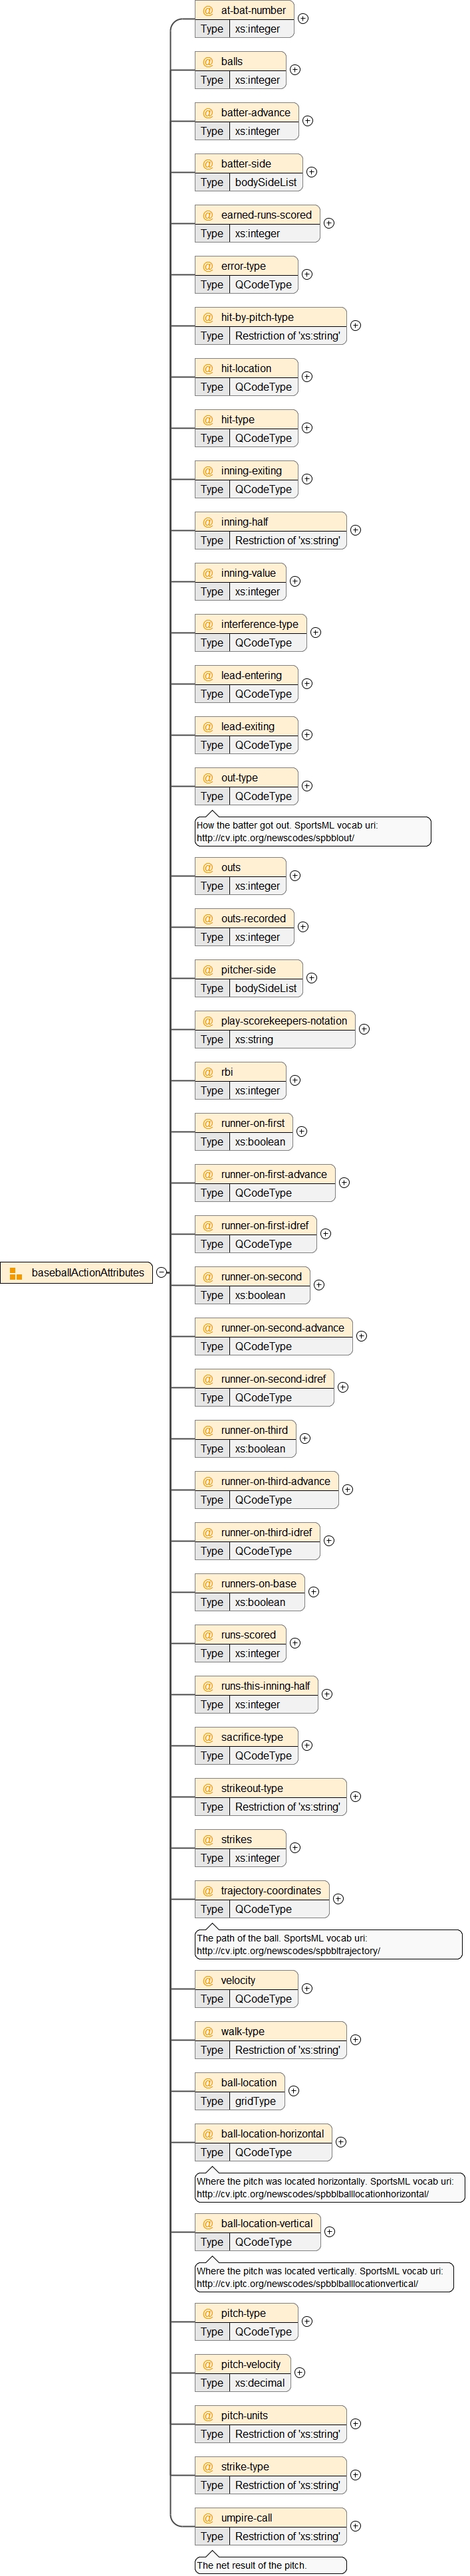 @ at-bat-number
Type xs:integer
@ balls
Type xs:integer
@ batter-advance
Type xs:integer
@ batter-side
Type bodySideList
@ earned-runs-scored
Type xs:integer
@ error-type
Type QCodeType
@ hit-by-pitch-type
Type Restriction of 'xs:string'
@ hit-location
Type QCodeType
@ hit-type
Type QCodeType
@ inning-exiting
Type QCodeType
@ inning-half
Type Restriction of 'xs:string'
@ inning-value
Type xs:integer
@ interference-type
Type QCodeType
@ lead-entering
Type QCodeType
@ lead-exiting
Type QCodeType
@ out-type
Type QCodeType
How the batter got out. SportsML vocab uri:
http://cv.iptc.org/newscodes/spbblout/
@ outs
Type xs:integer
@ outs-recorded
Type xs:integer
@ pitcher-side
Type bodySideList
@ play-scorekeepers-notation
Type xs:string
@ rbi
Type xs:integer
@ runner-on-first
Type xs:boolean
@ runner-on-first-advance
Type QCodeType
@ runner-on-first-idref
Type QCodeType
baseballActionAttributes
@ runner-on-second
Type xs:boolean
@ runner-on-second-advance
Type QCodeType
@ runner-on-second-idref
Type QCodeType
@ runner-on-third
Type xs:boolean
@ runner-on-third-advance
Type QCodeType
@ runner-on-third-idref
Type QCodeType
@ runners-on-base
Type xs:boolean
@ runs-scored
Type xs:integer
@ runs-this-inning-half
Type xs:integer
@ sacrifice-type
Type QCodeType
@ strikeout-type
Type Restriction of 'xs:string'
@ strikes
Type xs:integer
@ trajectory-coordinates
Type QCodeType
The path of the ball. SportsML vocab uri:
http://cv.iptc.org/newscodes/spbbltrajectory/
@ velocity
Type QCodeType
@ walk-type
Type Restriction of 'xs:string'
@ ball-location
Type gridType
@ ball-location-horizontal
Type QCodeType
Where the pitch was located horizontally. SportsML vocab uri:
http://cv.iptc.org/newscodes/spbblballlocationhorizontal/
@ ball-location-vertical
Type QCodeType
Where the pitch was located vertically. SportsML vocab uri:
http://cv.iptc.org/newscodes/spbblballlocationvertical/
@ pitch-type
Type QCodeType
@ pitch-velocity
Type xs:decimal
@ pitch-units
Type Restriction of 'xs:string'
@ strike-type
Type Restriction of 'xs:string'
@ umpire-call
Type Restriction of 'xs:string'
The net result of the pitch.